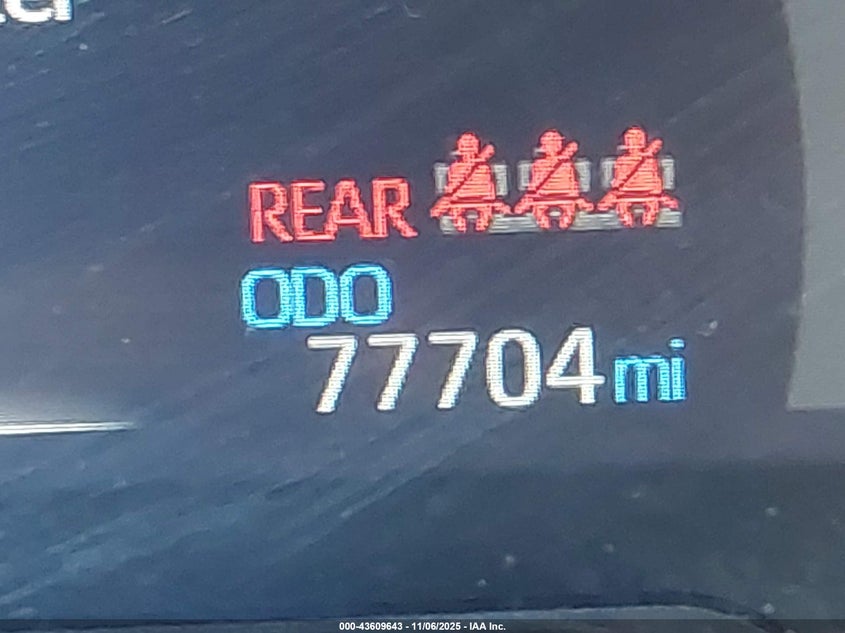 REAR
ODO
77704 mi
000-43609643 - 11/06/2025 - IAA Inc.